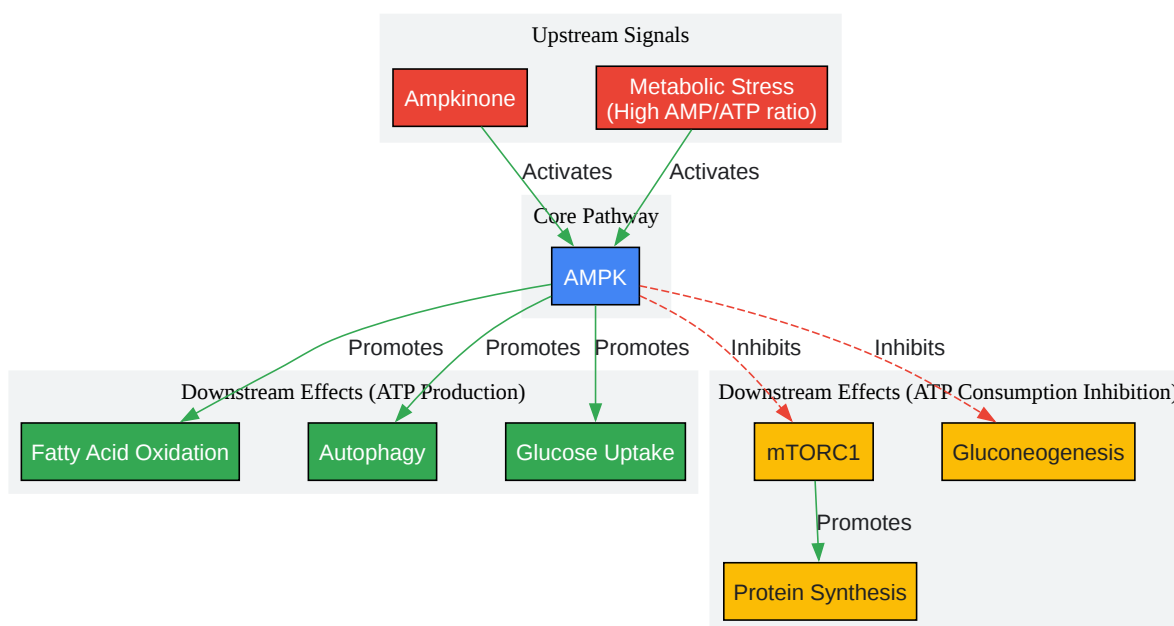 Upstream Signals
Ampkinone
Metabolic Stress
(High AMP/ATP ratio)
Activates
Activates
Core Pathway
AMPK
Promotes
Promotes
Promotes
Inhibits
Inhibits
Downstream Effects (ATP Production)
Downstream Effects (ATP Consumption Inhibition)
Fatty Acid Oxidation
Autophagy
Glucose Uptake
mTORC1
Gluconeogenesis
Promotes
Protein Synthesis